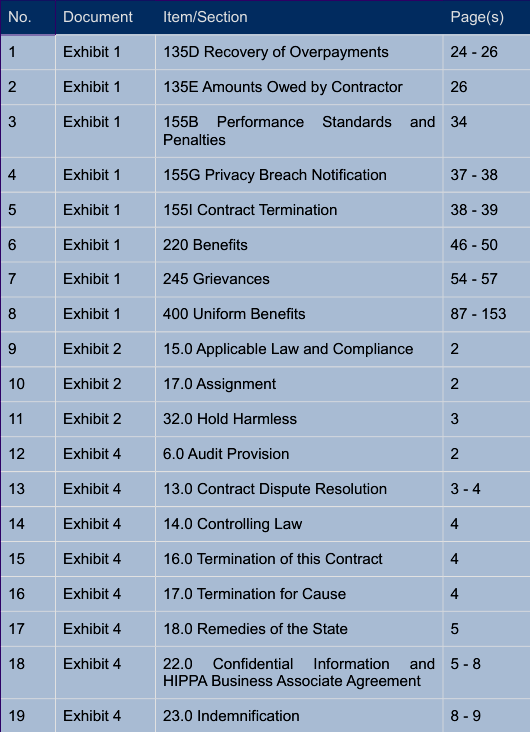 No. Document Item/Section Page(s)
1 Exhibit 1 135D Recovery of Overpayments 24 - 26
2 Exhibit 1 135E Amounts Owed by Contractor 26
3 Exhibit 1 155B Performance Standards and 34
Penalties
4 Exhibit 1 155G Privacy Breach Notification 37 - 38
5 Exhibit 1 155I Contract Termination 38 - 39
6 Exhibit 1 220 Benefits 46 - 50
7 Exhibit 1 245 Grievances 54 - 57
8 Exhibit 1 400 Uniform Benefits 87 - 153
9 Exhibit 2 15.0 Applicable Law and Compliance 2
10 Exhibit 2 17.0 Assignment 2
11 Exhibit 2 32.0 Hold Harmless 3
12 Exhibit 4 6.0 Audit Provision 2
13 Exhibit 4 13.0 Contract Dispute Resolution 3 - 4
14 Exhibit 4 14.0 Controlling Law 4
15 Exhibit 4 16.0 Termination of this Contract 4
16 Exhibit 4 17.0 Termination for Cause 4
17 Exhibit 4 18.0 Remedies of the State 5
18 Exhibit 4 22.0 Confidential Information and 5 - 8
HIPPA Business Associate Agreement
19 Exhibit 4 23.0 Indemnification 8 - 9